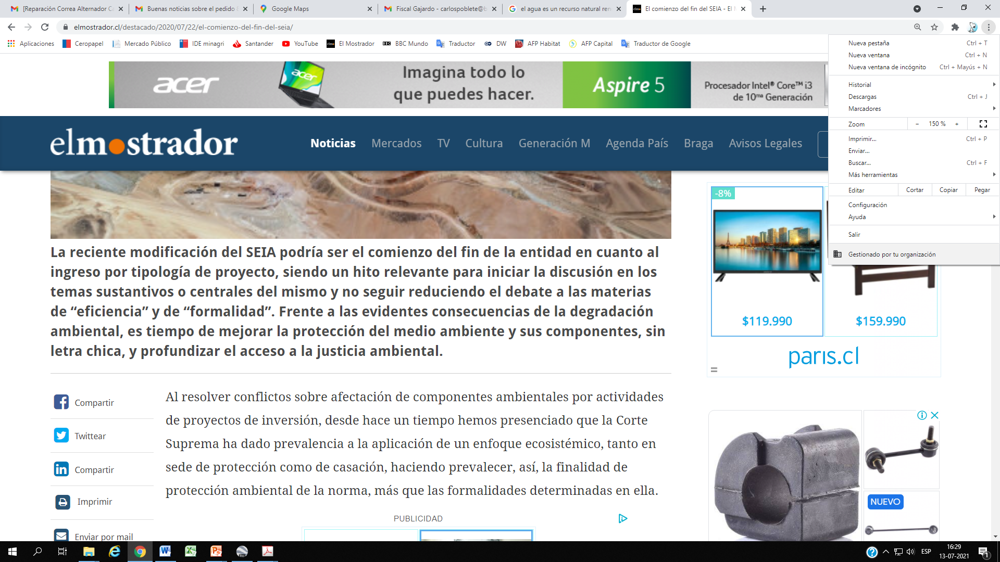 [Reparación Correa Alternador Ca
Buenas noticias sobre el pedido
Google Maps
Fiscal Gajardo - carlospoblete@b
el agua es un recurso natural ren
El comienzo del fin del SEIA - El M
elmostrador.cl/destacado/2020/07/22/el-comienzo-del-fin-del-seia/
Aplicaciones
Ceropapel
Mercado Público
IDE minagri
Santander
YouTube
El Mostrador
BBC Mundo
Traductor
DW
AFP Habitat
AFP Capital
Traductor de Google
acer
acer
Imagina todo lo
que puedes hacer.
Aspire 5
Procesador Intel® Core™ i3
de 10ma Generación
elmostrador
Noticias
Mercados
TV
Cultura
Generación M
Agenda País
Braga
Avisos Legales
Nueva pestaña Ctrl + T
Nueva ventana Ctrl + N
Nueva ventana de incógnito Ctrl + Mayús + N
Historial
Descargas Ctrl + J
Marcadores
Zoom − 150 % +
Imprimir... Ctrl + P
Enviar...
Buscar... Ctrl + F
Más herramientas
Editar Cortar Copiar Pegar
Configuración
Ayuda
Salir
Gestionado por tu organización
La reciente modificación del SEIA podría ser el comienzo del fin de la entidad en cuanto al
ingreso por tipología de proyecto, siendo un hito relevante para iniciar la discusión en los
temas sustantivos o centrales del mismo y no seguir reduciendo el debate a las materias
de “eficiencia” y de “formalidad”. Frente a las evidentes consecuencias de la degradación
ambiental, es tiempo de mejorar la protección del medio ambiente y sus componentes, sin
letra chica, y profundizar el acceso a la justicia ambiental.
-8%
$119.990
$159.990
paris.cl
Compartir
Twittear
Compartir
Imprimir
Enviar por mail
Al resolver conflictos sobre afectación de componentes ambientales por actividades
de proyectos de inversión, desde hace un tiempo hemos presenciado que la Corte
Suprema ha dado prevalencia a la aplicación de un enfoque ecosistémico, tanto en
sede de protección como de casación, haciendo prevalecer, así, la finalidad de
protección ambiental de la norma, más que las formalidades determinadas en ella.
PUBLICIDAD
NUEVO
ESP
16:29
13-07-2021
1